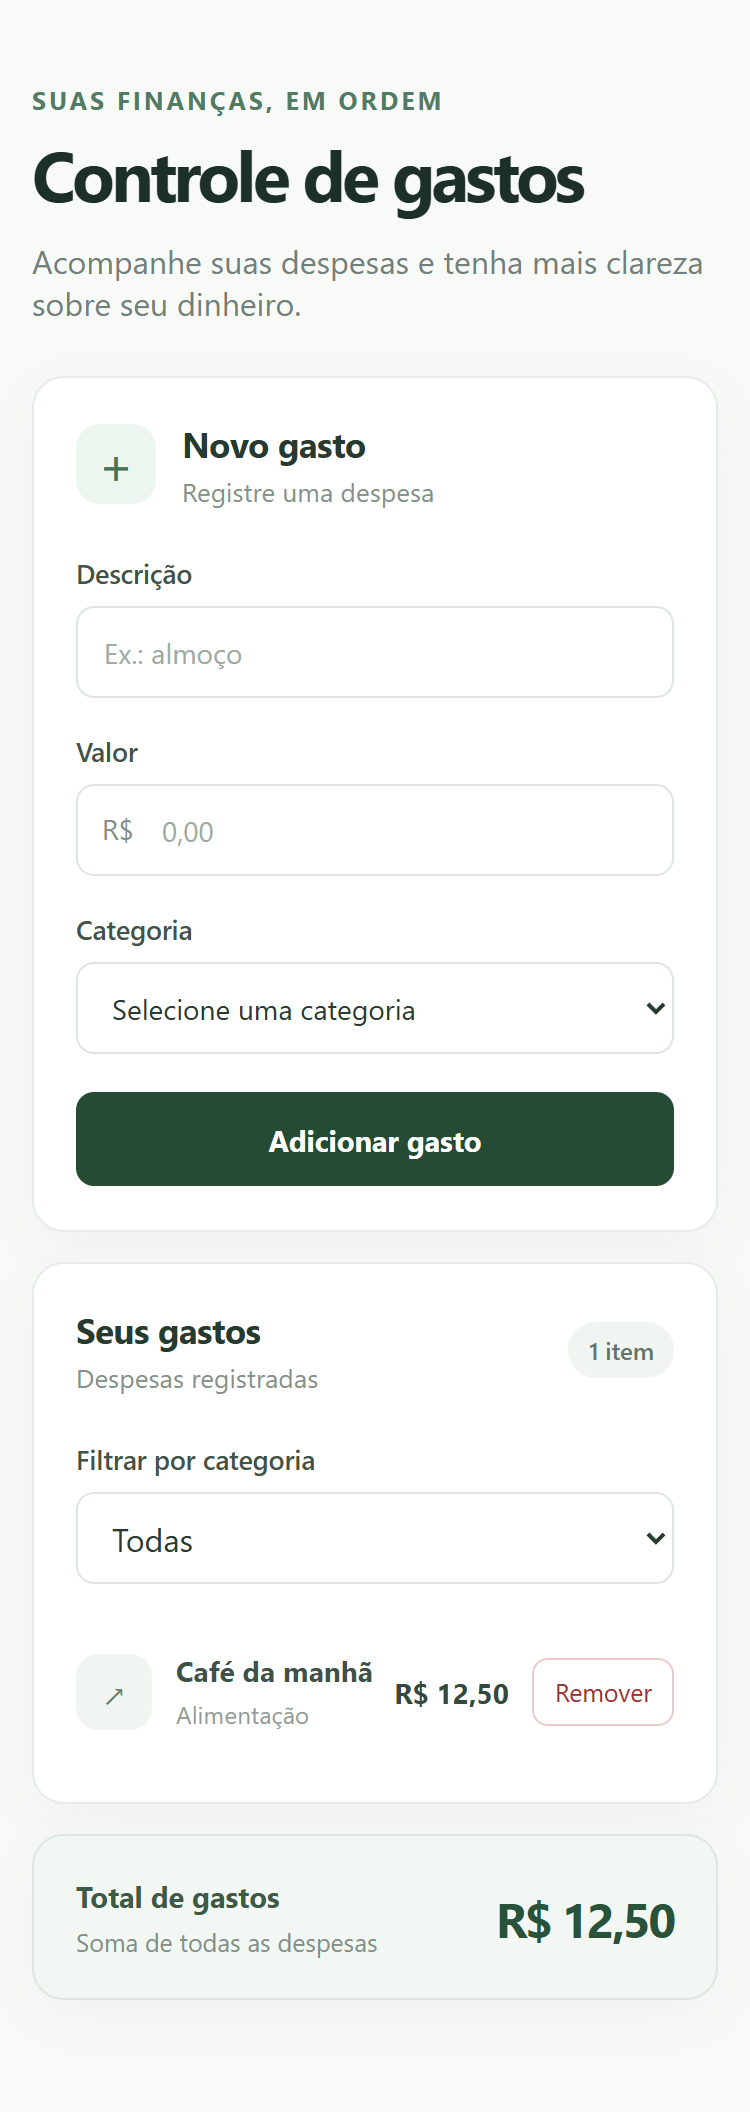 SUAS FINANÇAS, EM ORDEM
Controle de gastos
Acompanhe suas despesas e tenha mais clareza
sobre seu dinheiro.
+
Novo gasto
Registre uma despesa
Descrição
Ex.: almoço
Valor
R$ 0,00
Categoria
Selecione uma categoria
Adicionar gasto
Seus gastos
1 item
Despesas registradas
Filtrar por categoria
Todas
↗
Café da manhã
R$ 12,50
Remover
Alimentação
Total de gastos
R$ 12,50
Soma de todas as despesas